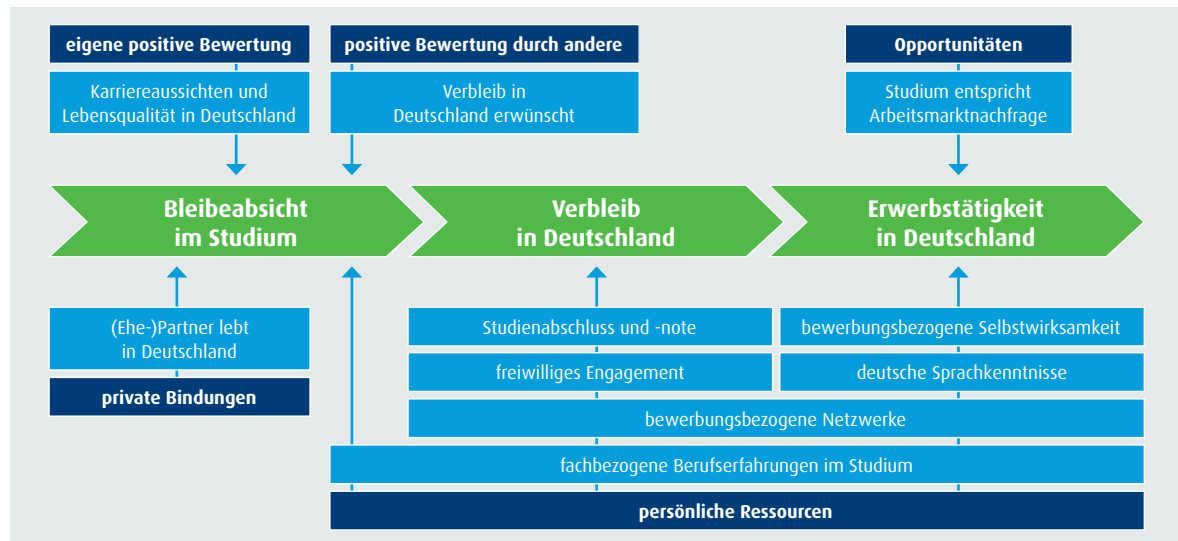 eigene positive Bewertung
Karriereaussichten und
Lebensqualität in Deutschland
positive Bewertung durch andere
Verbleib in
Deutschland erwünscht
Opportunitäten
Studium entspricht
Arbeitsmarktnachfrage
Bleibeabsicht
im Studium
Verbleib
in Deutschland
Erwerbstätigkeit
in Deutschland
(Ehe-)Partner lebt
in Deutschland
private Bindungen
Studienabschluss und -note
bewerbungsbezogene Selbstwirksamkeit
freiwilliges Engagement
deutsche Sprachkenntnisse
bewerbungsbezogene Netzwerke
fachbezogene Berufserfahrungen im Studium
persönliche Ressourcen